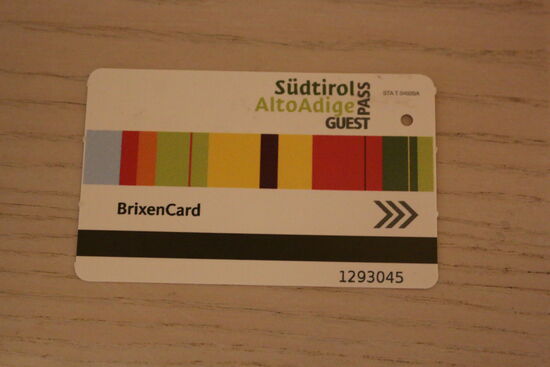 Südtirol
AltoAdige
GUEST PASS
BrixenCard
1293045